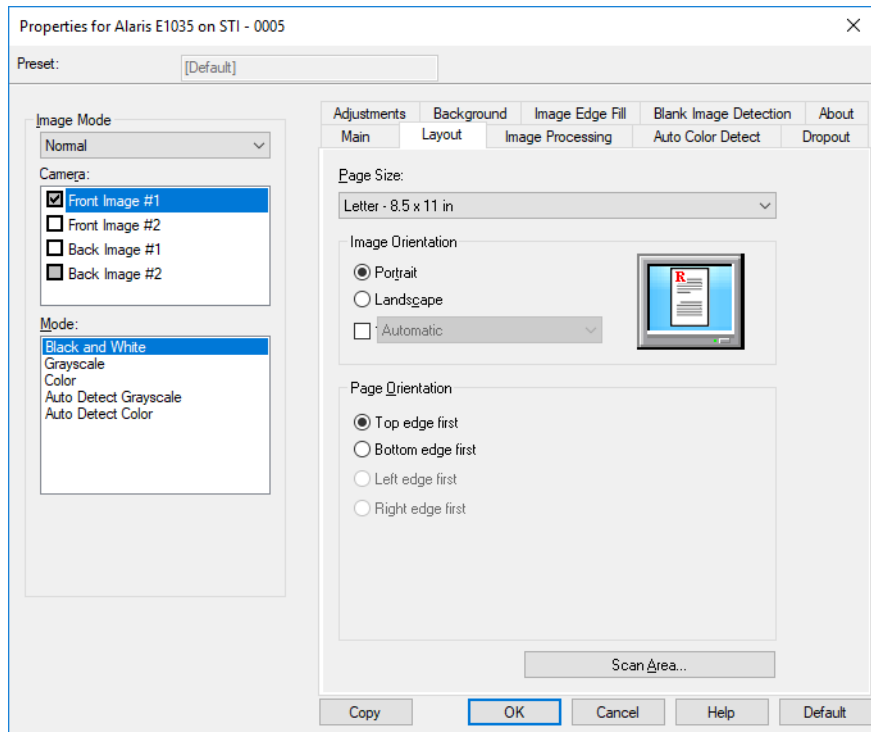 Properties for Alaris E1035 on STI - 0005
Preset:
[Default]
Image Mode
Normal
Camera:
Front Image #1
Front Image #2
Back Image #1
Back Image #2
Mode:
Black and White
Grayscale
Color
Auto Detect Grayscale
Auto Detect Color
Adjustments Background Image Edge Fill Blank Image Detection About
Main Layout Image Processing Auto Color Detect Dropout
Page Size:
Letter - 8.5 x 11 in
Image Orientation
Portrait
Landscape
Automatic
R
Page Orientation
Top edge first
Bottom edge first
Left edge first
Right edge first
Scan Area...
Copy OK Cancel Help Default